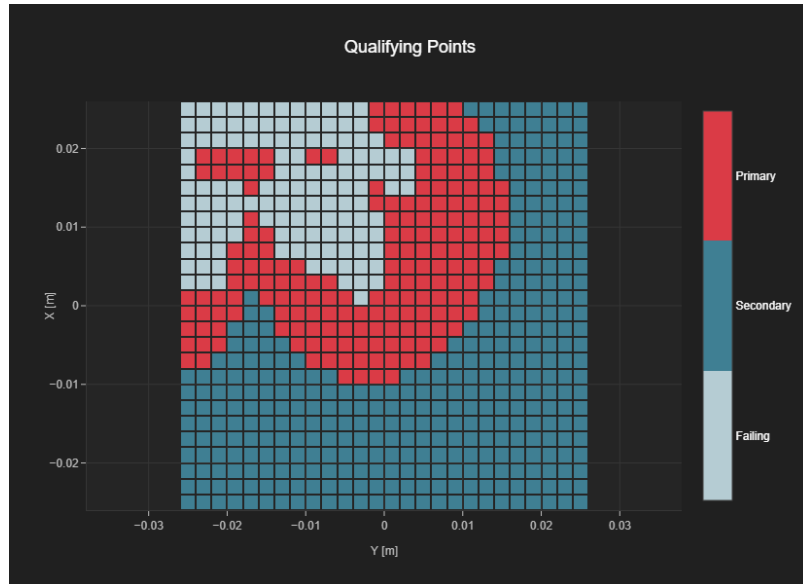 Qualifying Points
0.02
0.01
0
−0.01
−0.02
X [m]
−0.03
−0.02
−0.01
0
0.01
0.02
0.03
Y [m]
Primary
Secondary
Failing